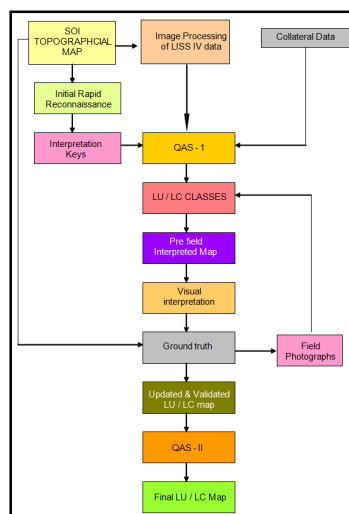 SOI
TOPOGRAPHCIAL
MAP
Image Processing
of LISS IV data
Collateral Data
Initial Rapid
Reconnaissance
Interpretation
Keys
QAS - 1
LU / LC CLASSES
Pre field
Interpreted Map
Visual
interpretation
Ground truth
Field
Photographs
Updated & Validated
LU / LC map
QAS - II
Final LU / LC Map